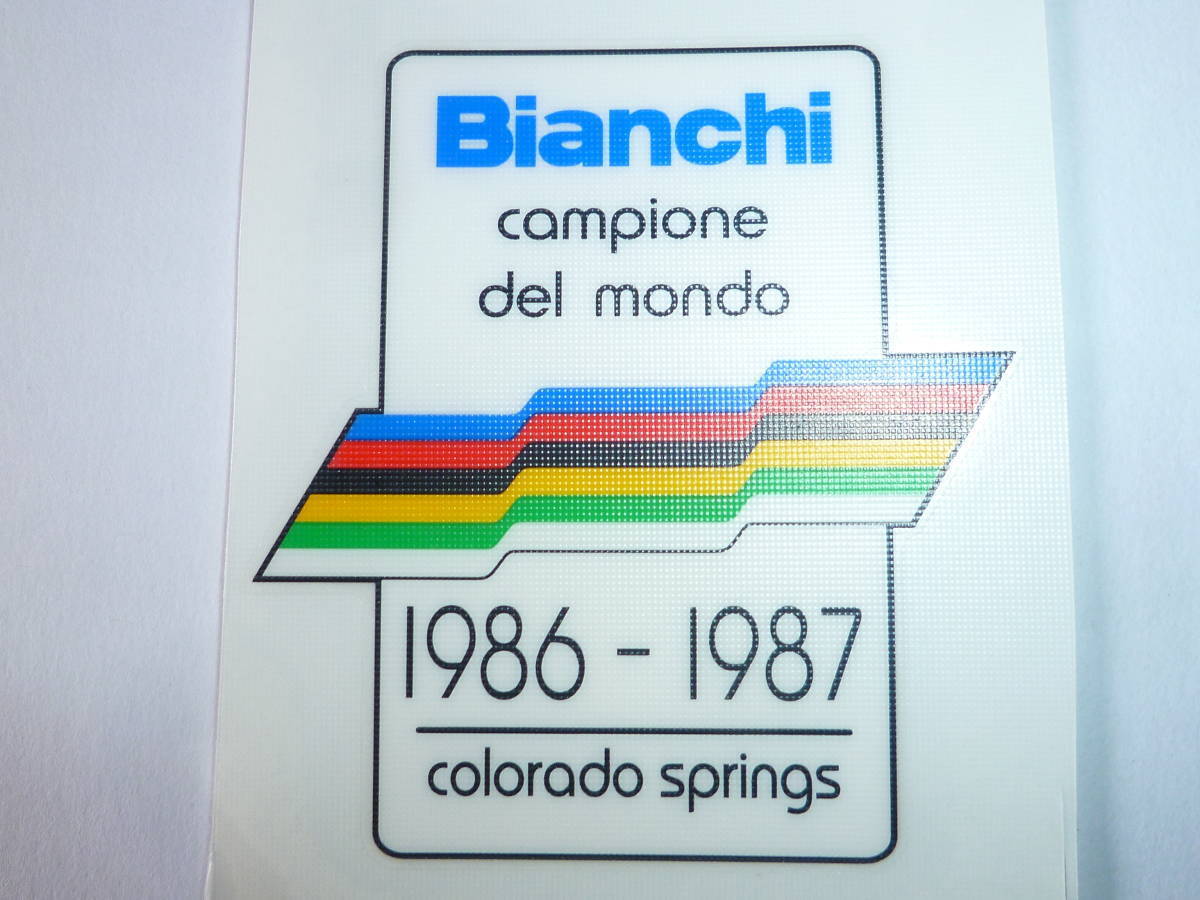 Bianchi
campione
del mondo
1986 - 1987
colorado springs